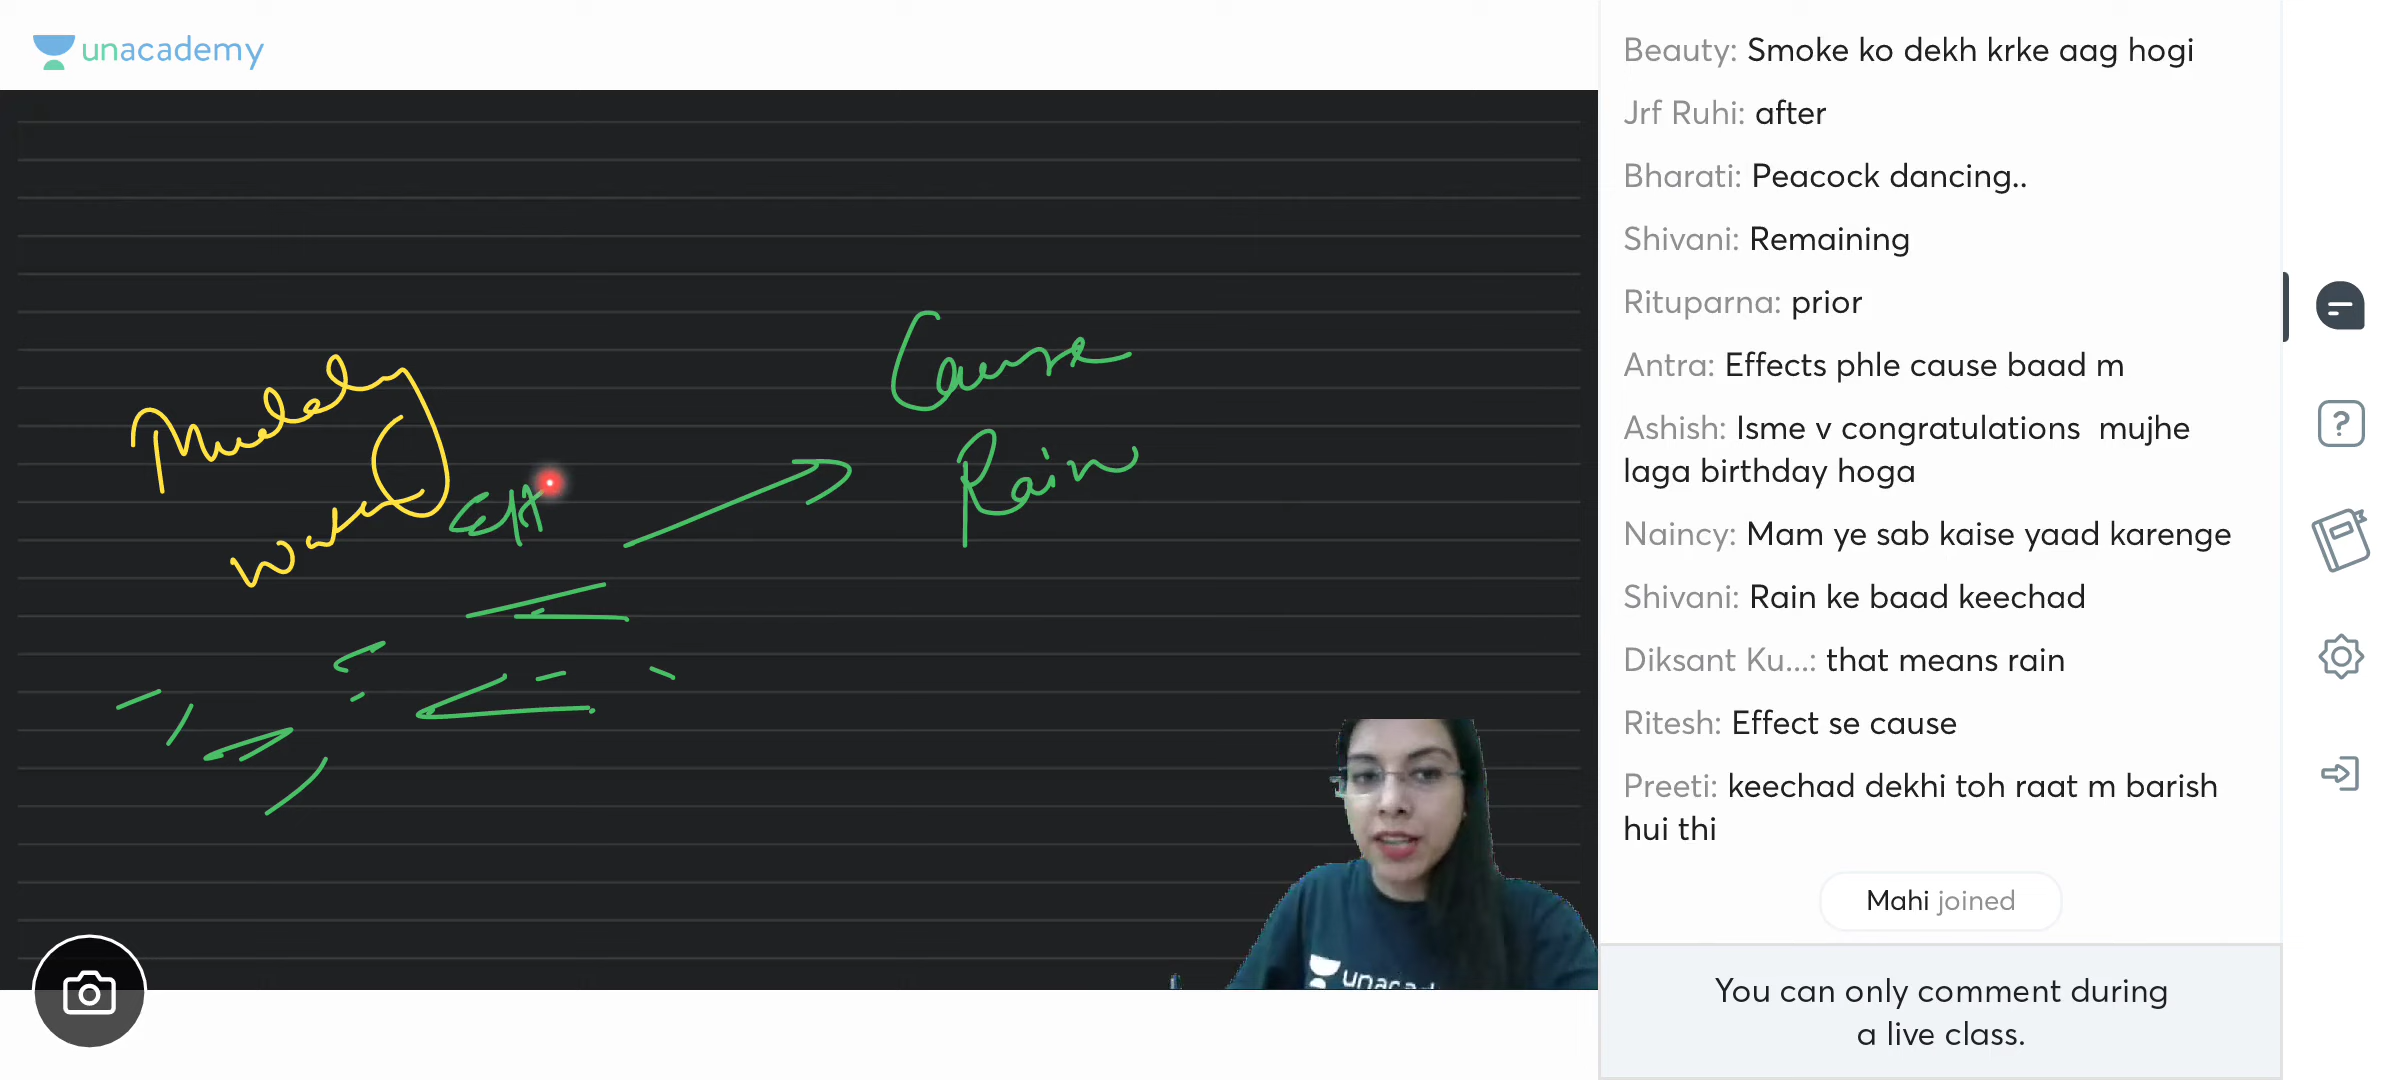 unacademy
Muddy
Water
Eff
Cause
Rain
unacad
Beauty: Smoke ko dekh krke aag hogi
Jrf Ruhi: after
Bharati: Peacock dancing..
Shivani: Remaining
Rituparna: prior
Antra: Effects phle cause baad m
Ashish: Isme v congratulations mujhe
laga birthday hoga
Naincy: Mam ye sab kaise yaad karenge
Shivani: Rain ke baad keechad
Diksant Ku...: that means rain
Ritesh: Effect se cause
Preeti: keechad dekhi toh raat m barish
hui thi
Mahi joined
You can only comment during
a live class.